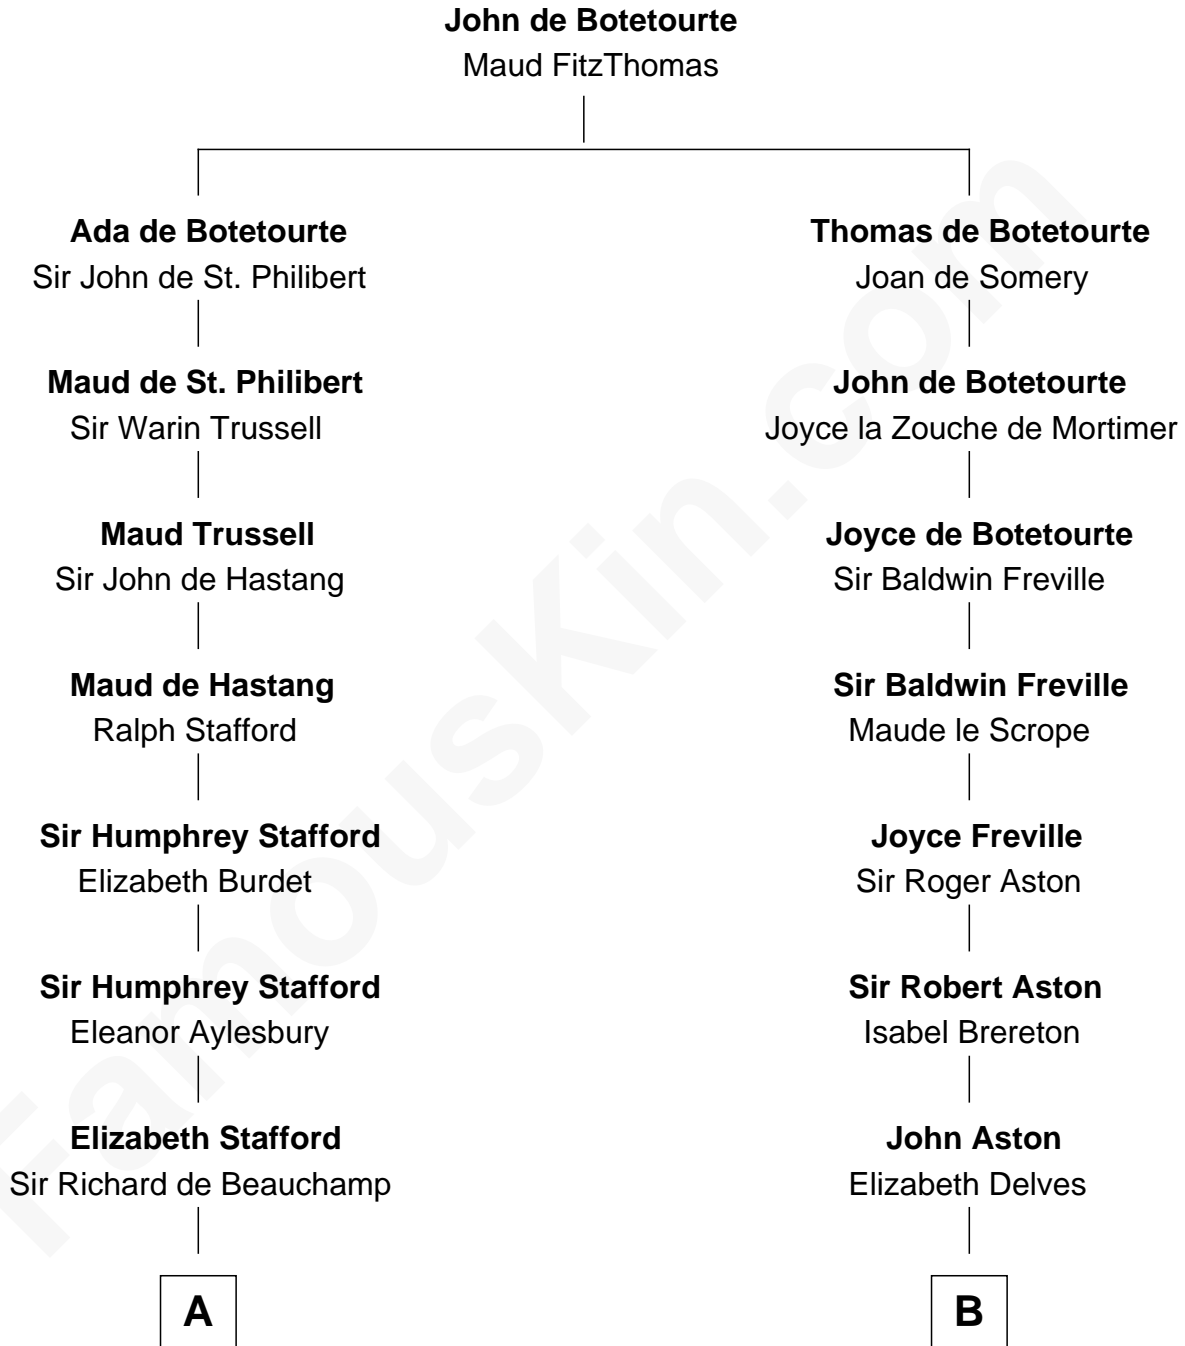 John de Botetourte
Maud FitzThomas
Ada de Botetourte
Sir John de St. Philibert
Maud de St. Philibert
Sir Warin Trussell
Maud Trussell
Sir John de Hastang
Maud de Hastang
Ralph Stafford
Sir Humphrey Stafford
Elizabeth Burdet
Sir Humphrey Stafford
Eleanor Aylesbury
Elizabeth Stafford
Sir Richard de Beauchamp
A
Thomas de Botetourte
Joan de Somery
John de Botetourte
Joyce la Zouche de Mortimer
Joyce de Botetourte
Sir Baldwin Freville
Sir Baldwin Freville
Maude le Scrope
Joyce Freville
Sir Roger Aston
Sir Robert Aston
Isabel Brereton
John Aston
Elizabeth Delves
B
FamousKin.com